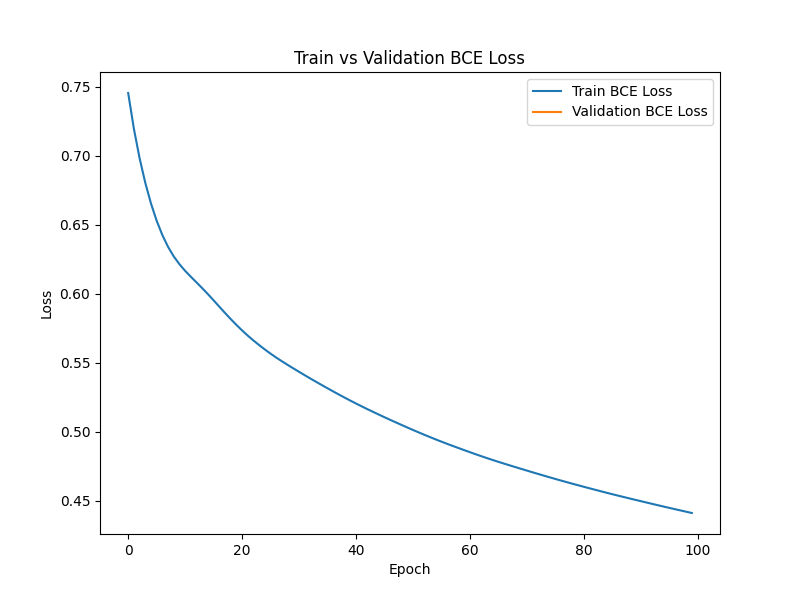 Train vs Validation BCE Loss
Train BCE Loss
Validation BCE Loss
0.75
0.70
0.65
0.60
0.55
0.50
0.45
Loss
0 20 40 60 80 100
Epoch